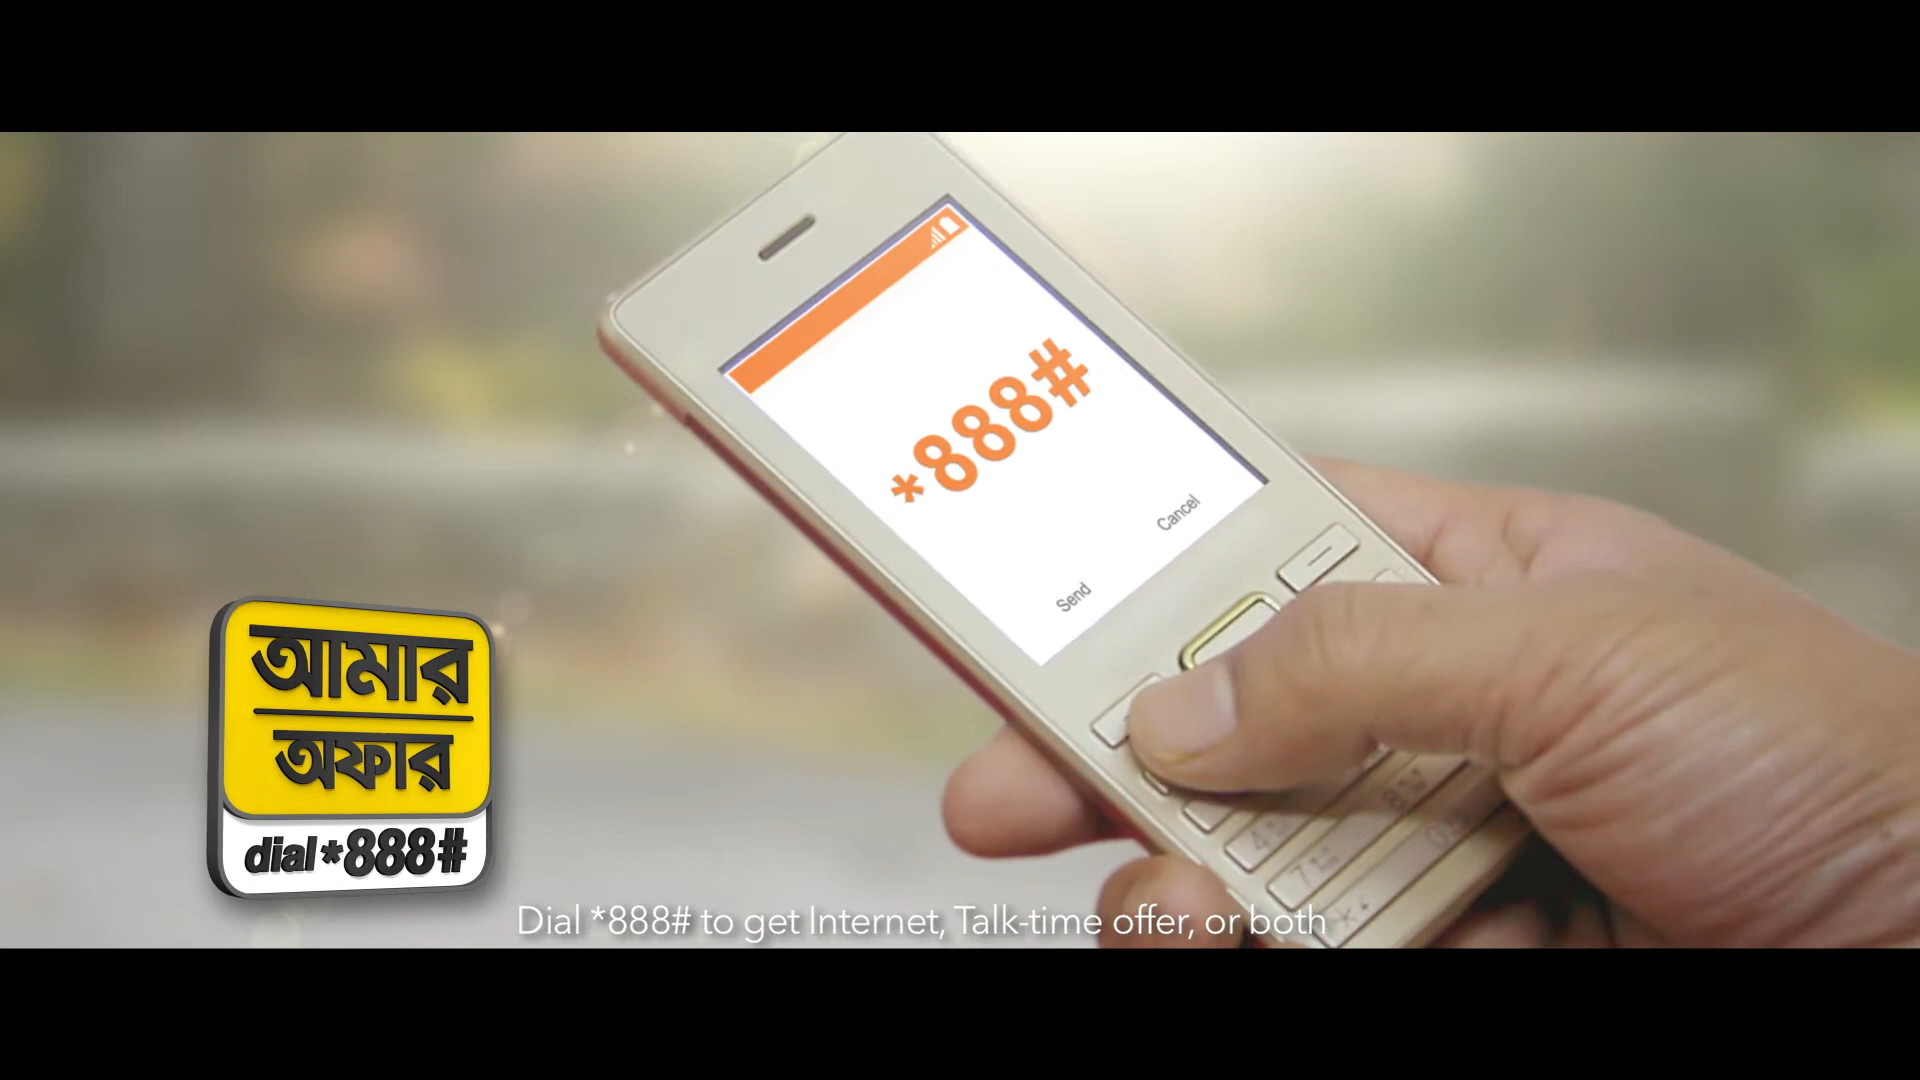 *888#
Cancel
Send
আমার
অফার
dial *888#
Dial *888# to get Internet, Talk-time offer, or both